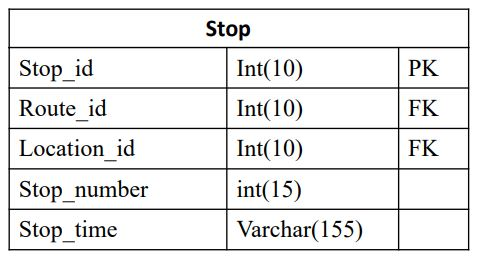 Stop
Stop_id Int(10) PK
Route_id Int(10) FK
Location_id Int(10) FK
Stop_number int(15)
Stop_time Varchar(155)